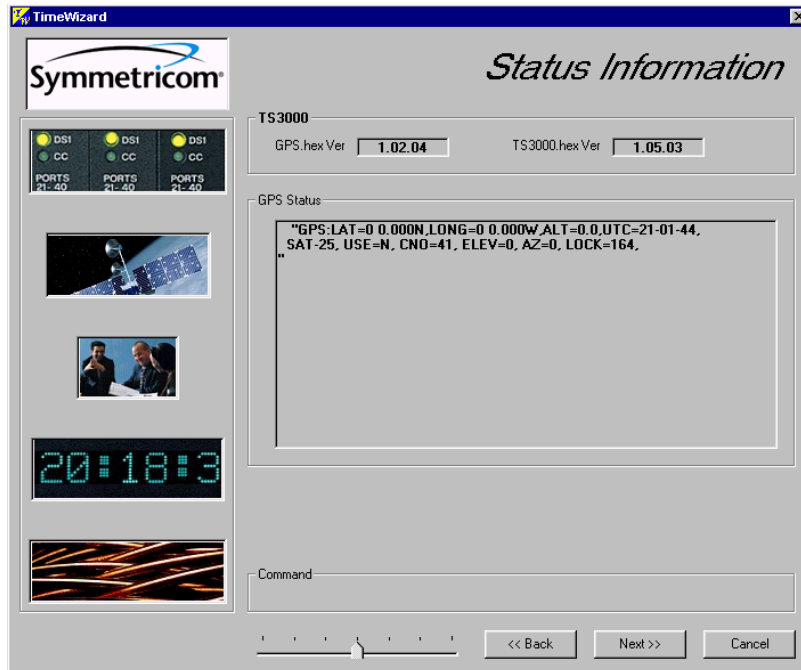 TimeWizard
Symmetricom
Status Information
DS1 DS1 DS1
CC CC CC
PORTS PORTS PORTS
21- 40 21- 40 21- 40
TS3000
GPS.hex Ver 1.02.04 TS3000.hex Ver 1.05.03
GPS Status
"GPS:LAT=0 0.000N,LONG=0 0.000W,ALT=0.0,UTC=21-01-44,
SAT-25, USE=N, CNO=41, ELEV=0, AZ=0, LOCK=164,
"
20:18:3
Command
<< Back Next >> Cancel